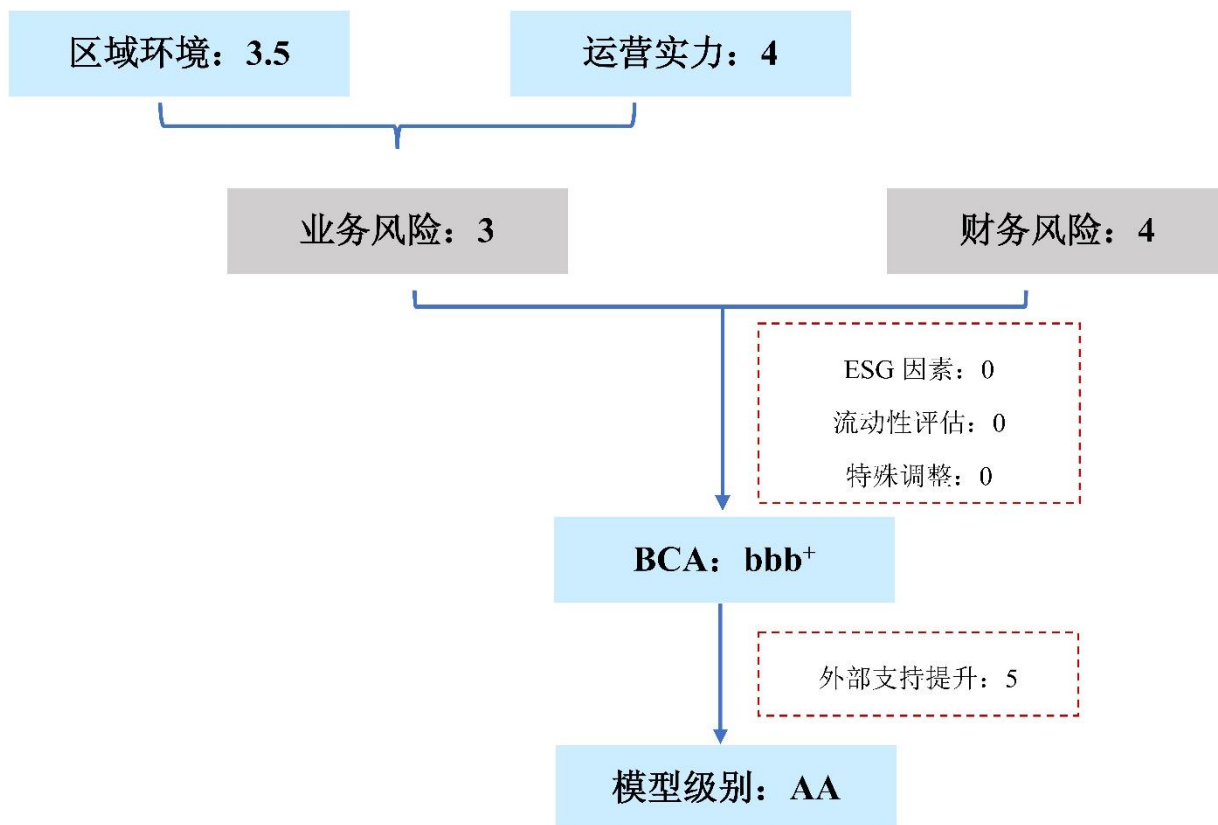 区域环境：3.5
运营实力：4
业务风险：3
财务风险：4
ESG 因素：0
流动性评估：0
特殊调整：0
BCA：bbb⁺
外部支持提升：5
模型级别：AA